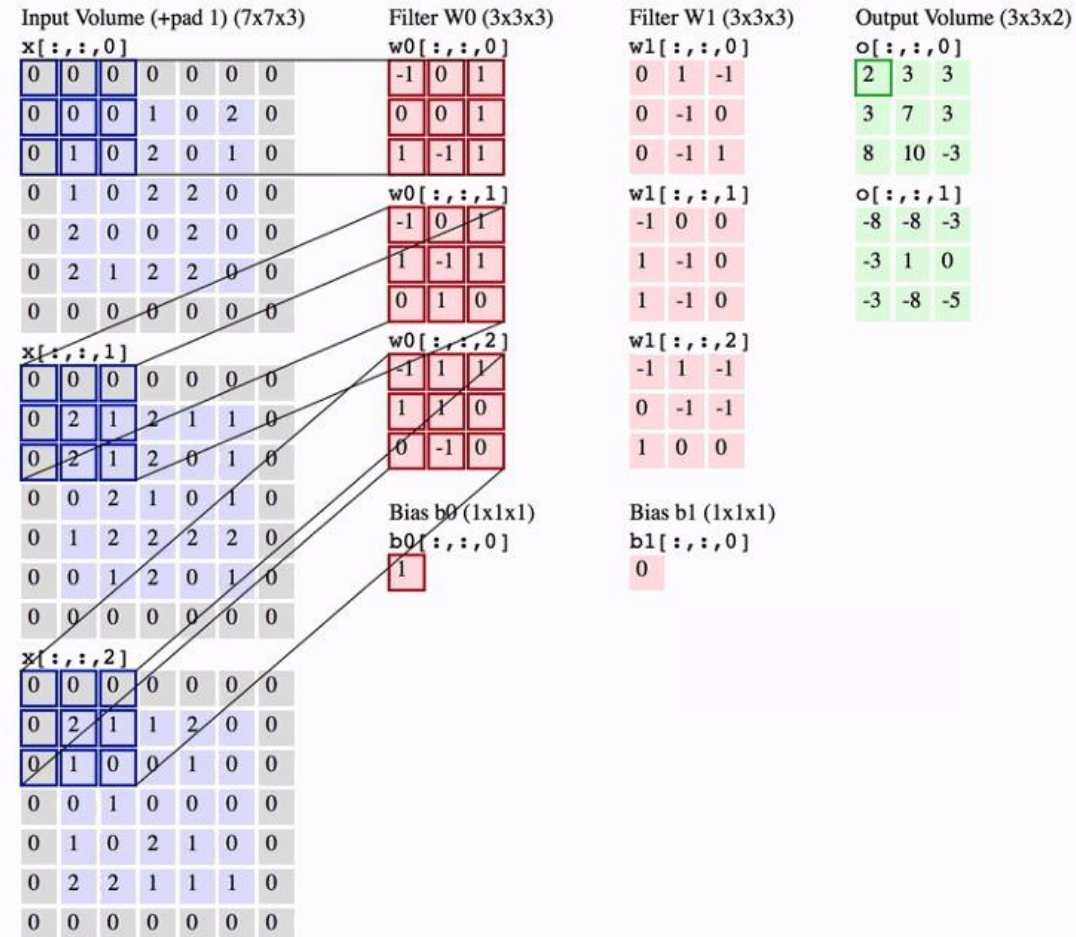 Input Volume (+pad 1) (7x7x3)
x[:,:,0]
0 0 0 0 0 0 0
0 0 0 1 0 2 0
0 1 0 2 0 1 0
0 1 0 2 2 0 0
0 2 0 0 2 0 0
0 2 1 2 2 0 0
0 0 0 0 0 0 0
x[:,:,1]
0 0 0 0 0 0 0
0 2 1 2 1 1 0
0 2 1 2 0 1 0
0 0 2 1 0 1 0
0 1 2 2 2 2 0
0 0 1 2 0 1 0
0 0 0 0 0 0 0
x[:,:,2]
0 0 0 0 0 0 0
0 2 1 1 2 0 0
0 1 0 0 1 0 0
0 0 1 0 0 0 0
0 1 0 2 1 0 0
0 2 2 1 1 1 0
0 0 0 0 0 0 0
Filter W0 (3x3x3)
w0[:,:,0]
-1 0 1
0 0 1
1 -1 1
w0[:,:,1]
-1 0 1
1 -1 1
0 1 0
w0[:,:,2]
-1 1 1
1 1 0
0 -1 0
Bias b0 (1x1x1)
b0[:,:,0]
1
Filter W1 (3x3x3)
w1[:,:,0]
0 1 -1
0 -1 0
0 -1 1
w1[:,:,1]
-1 0 0
1 -1 0
1 -1 0
w1[:,:,2]
-1 1 -1
0 -1 -1
1 0 0
Bias b1 (1x1x1)
b1[:,:,0]
0
Output Volume (3x3x2)
o[:,:,0]
2 3 3
3 7 3
8 10 -3
o[:,:,1]
-8 -8 -3
-3 1 0
-3 -8 -5